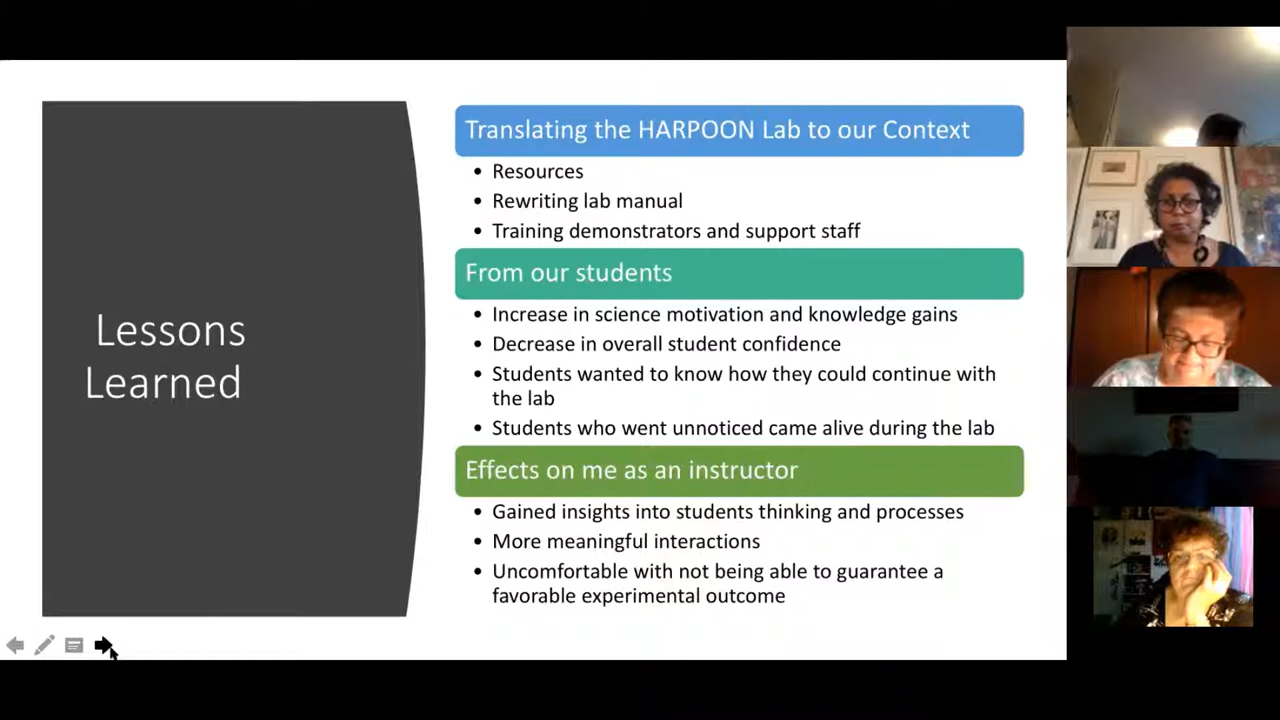 Lessons
Learned
Translating the HARPOON Lab to our Context
• Resources
• Rewriting lab manual
• Training demonstrators and support staff
From our students
• Increase in science motivation and knowledge gains
• Decrease in overall student confidence
• Students wanted to know how they could continue with
the lab
• Students who went unnoticed came alive during the lab
Effects on me as an instructor
• Gained insights into students thinking and processes
• More meaningful interactions
• Uncomfortable with not being able to guarantee a
favorable experimental outcome